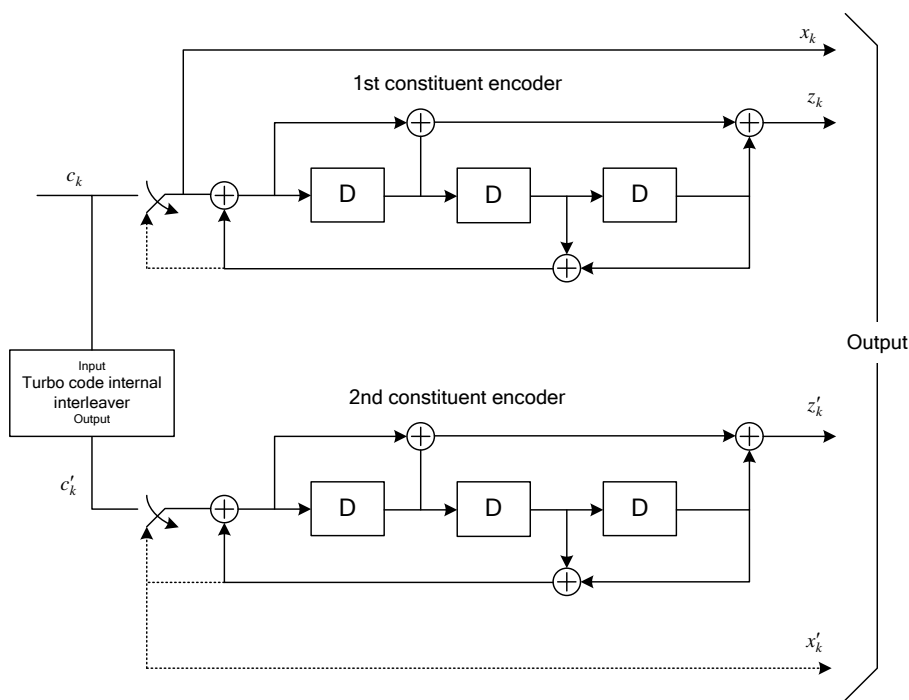 x_k
1st constituent encoder
z_k
c_k
D
D
D
Output
Input
Turbo code internal
interleaver
Output
2nd constituent encoder
z'_k
c'_k
D
D
D
x'_k